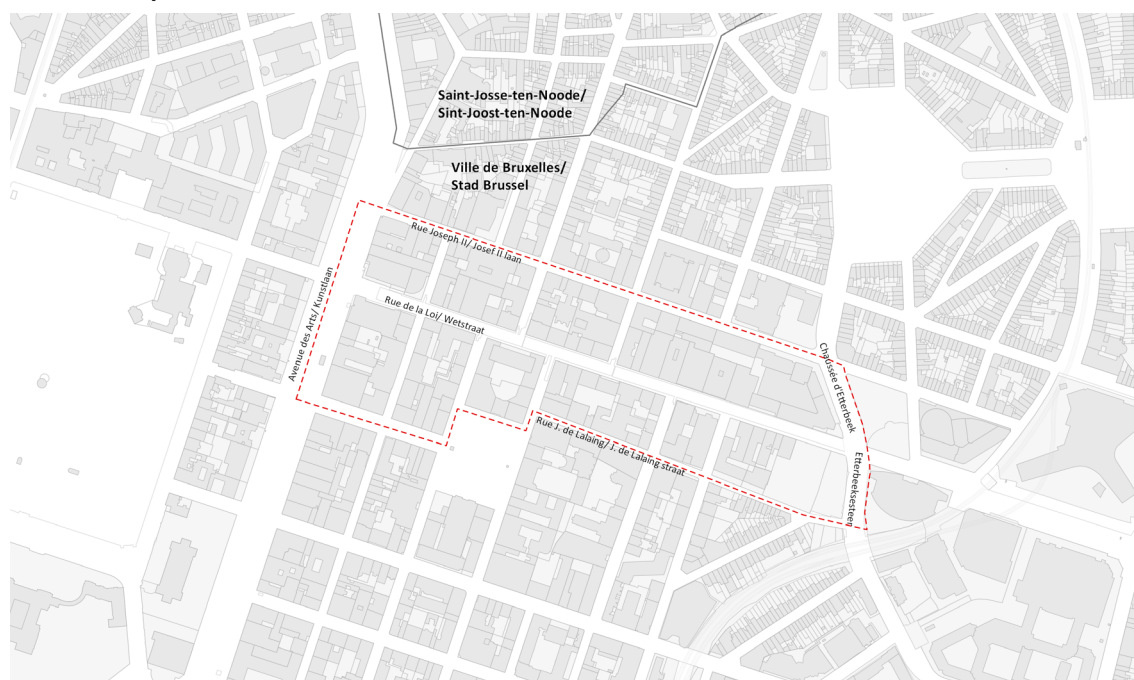 Saint-Josse-ten-Noode/
Sint-Joost-ten-Noode
Ville de Bruxelles/
Stad Brussel
Rue Joseph II/ Josef II laan
Avenue des Arts/ Kunstlaan
Rue de la Loi/ Wetstraat
Chaussée d'Etterbeek
Etterbeeksesteen
Rue J. de Lalaing/ J. de Lalaing straat